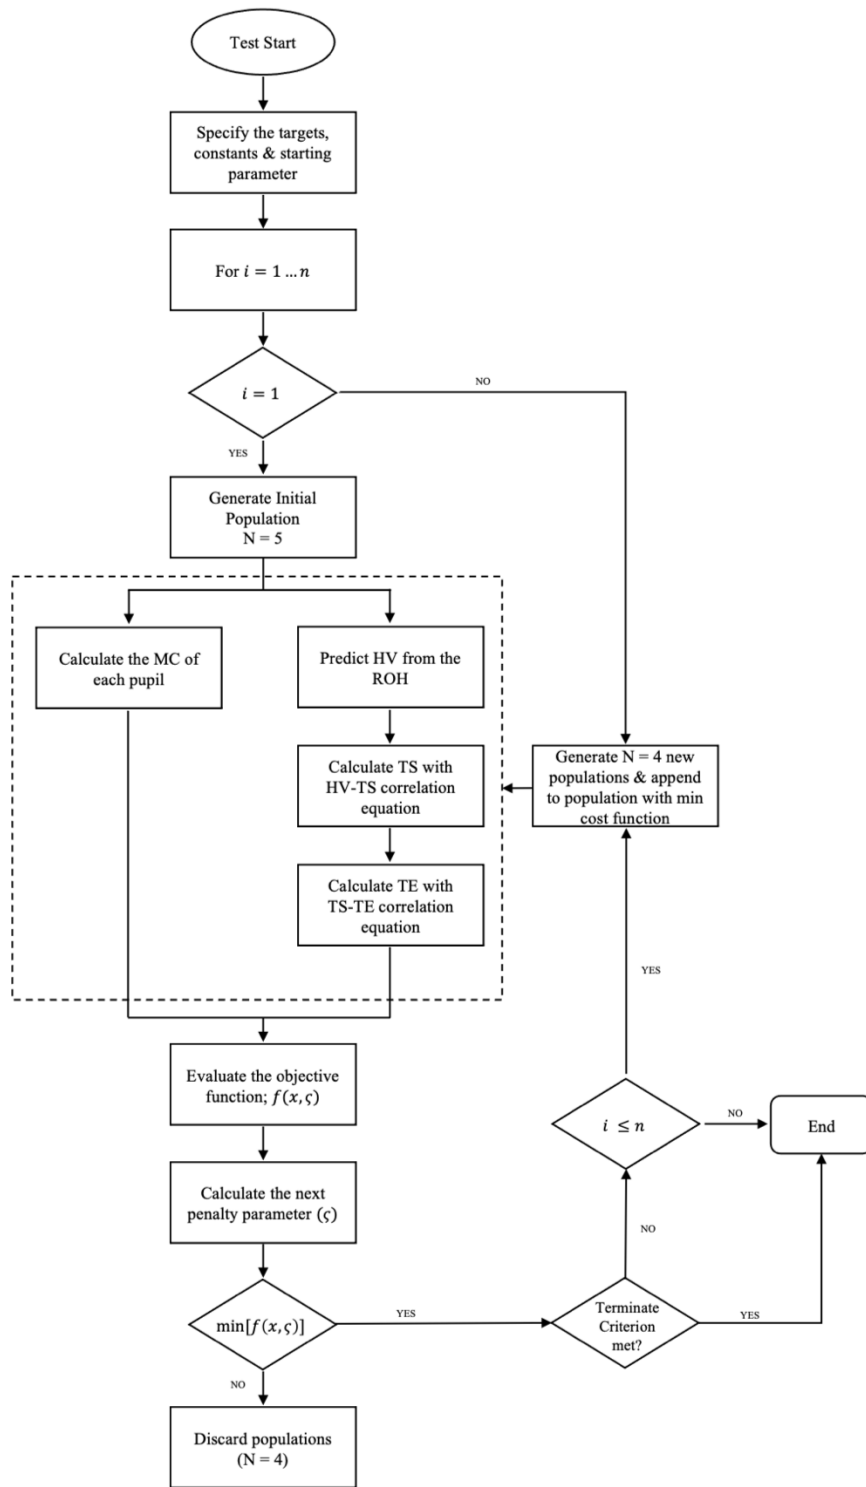 Test Start
Specify the targets,
constants & starting
parameter
For i = 1 … n
i = 1
NO
YES
Generate Initial
Population
N = 5
Calculate the MC of
each pupil
Predict HV from the
ROH
Calculate TS with
HV-TS correlation
equation
Generate N = 4 new
populations & append
to population with min
cost function
Calculate TE with
TS-TE correlation
equation
YES
Evaluate the objective
function; f(x, ς)
i ≤ n
NO
End
Calculate the next
penalty parameter (ς)
NO
min[f(x, ς)]
YES
Terminate
Criterion
met?
YES
NO
Discard populations
(N = 4)